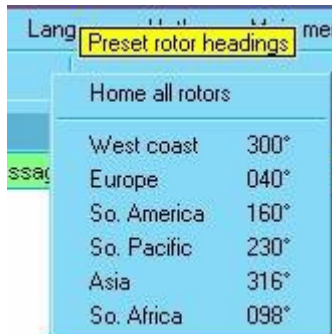 Lang
Preset rotor headings
me
Home all rotors
ssag
West coast 300°
Europe 040°
So. America 160°
So. Pacific 230°
Asia 316°
So. Africa 098°